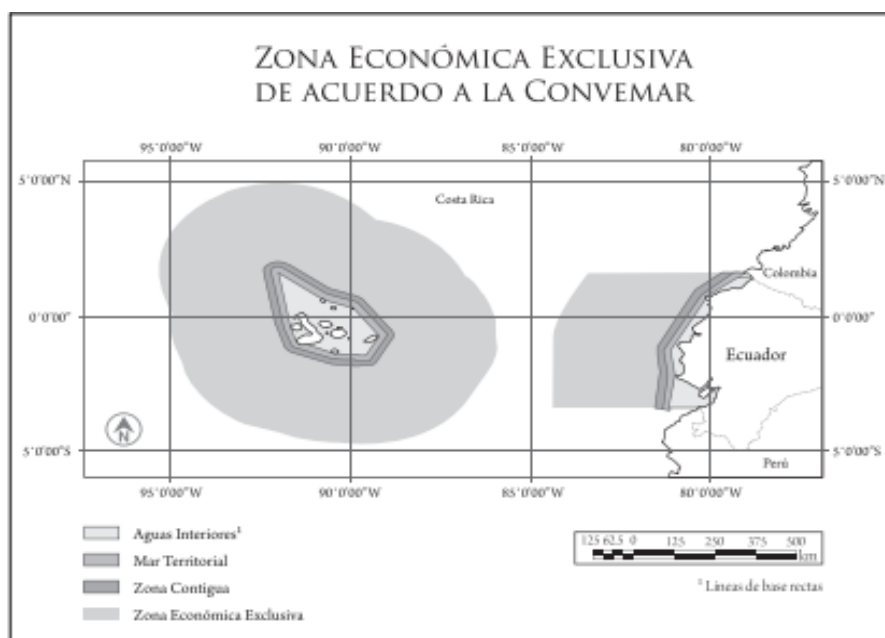 ZONA ECONÓMICA EXCLUSIVA
DE ACUERDO A LA CONVEMAR
95°0'00"W 90°0'00"W 85°0'00"W 80°0'00"W
5°0'00"N 5°0'00"N
Costa Rica
Colombia
0°0'00" 0°0'00"
Ecuador
N
5°0'00"S 5°0'00"S
Perú
95°0'00"W 90°0'00"W 85°0'00"W 80°0'00"W
Aguas Interiores¹
Mar Territorial
Zona Contigua
Zona Económica Exclusiva
125 62.5 0 125 250 375 500
km
¹ Líneas de base rectas